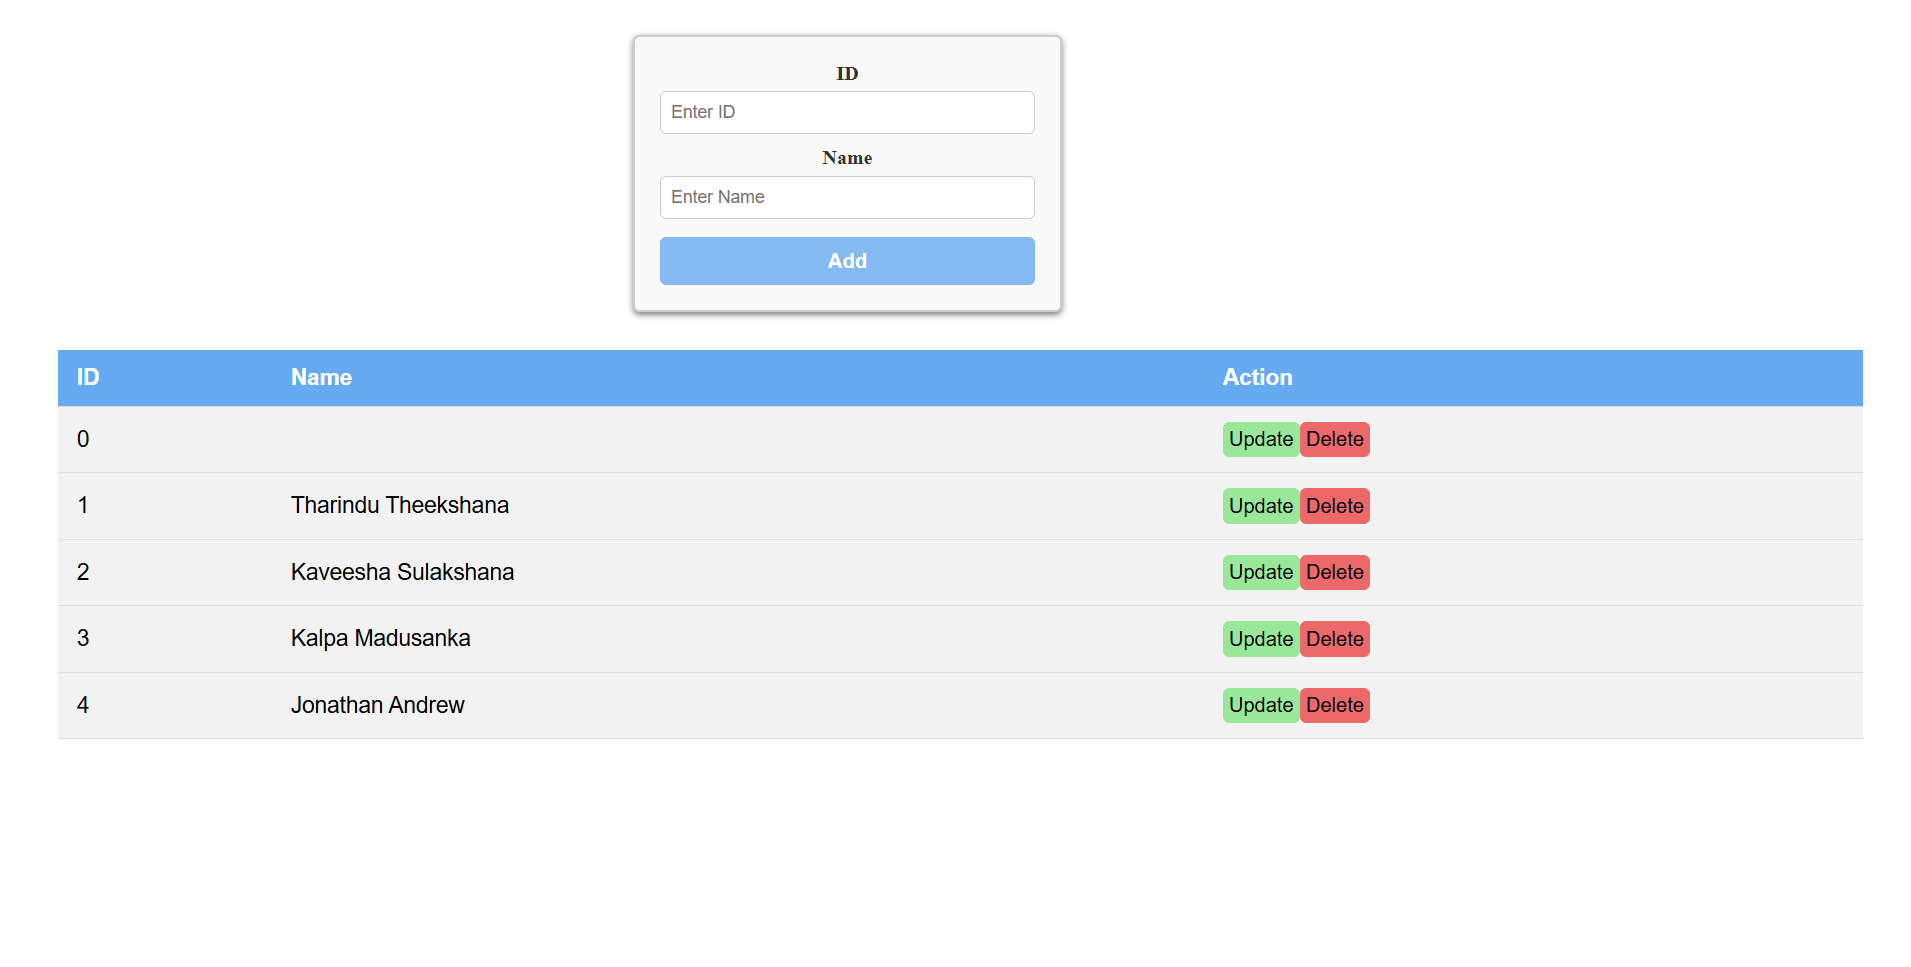 ID
Enter ID
Name
Enter Name
Add
ID Name Action
0 Update Delete
1 Tharindu Theekshana Update Delete
2 Kaveesha Sulakshana Update Delete
3 Kalpa Madusanka Update Delete
4 Jonathan Andrew Update Delete